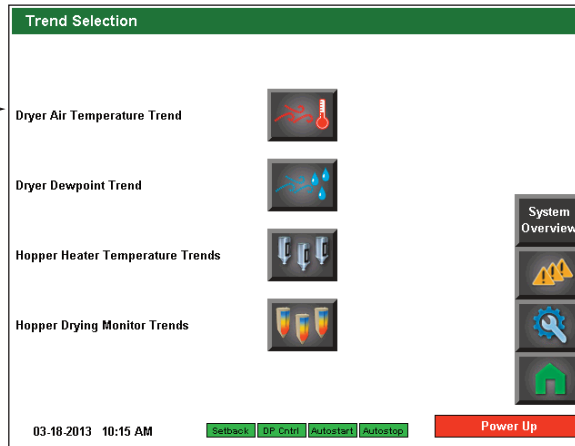 Trend Selection
Dryer Air Temperature Trend
Dryer Dewpoint Trend
System
Overview
Hopper Heater Temperature Trends
Hopper Drying Monitor Trends
03-18-2013 10:15 AM
Setback DP Cntrl Autostart Autostop
Power Up